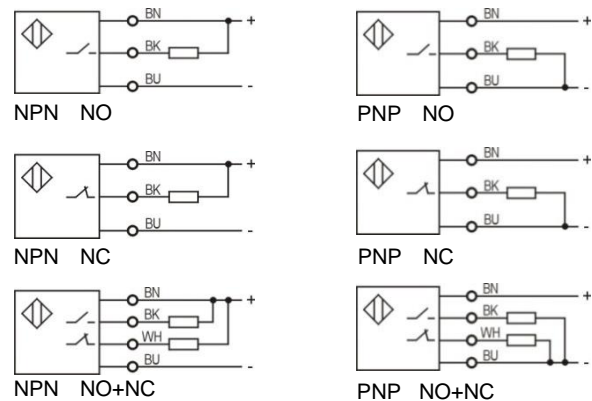 BN +
BK
BU -
NPN NO
BN +
BK
BU -
PNP NO
BN +
BK
BU -
NPN NC
BN +
BK
BU -
PNP NC
BN +
BK
WH
BU -
NPN NO+NC
BN +
BK
WH
BU -
PNP NO+NC